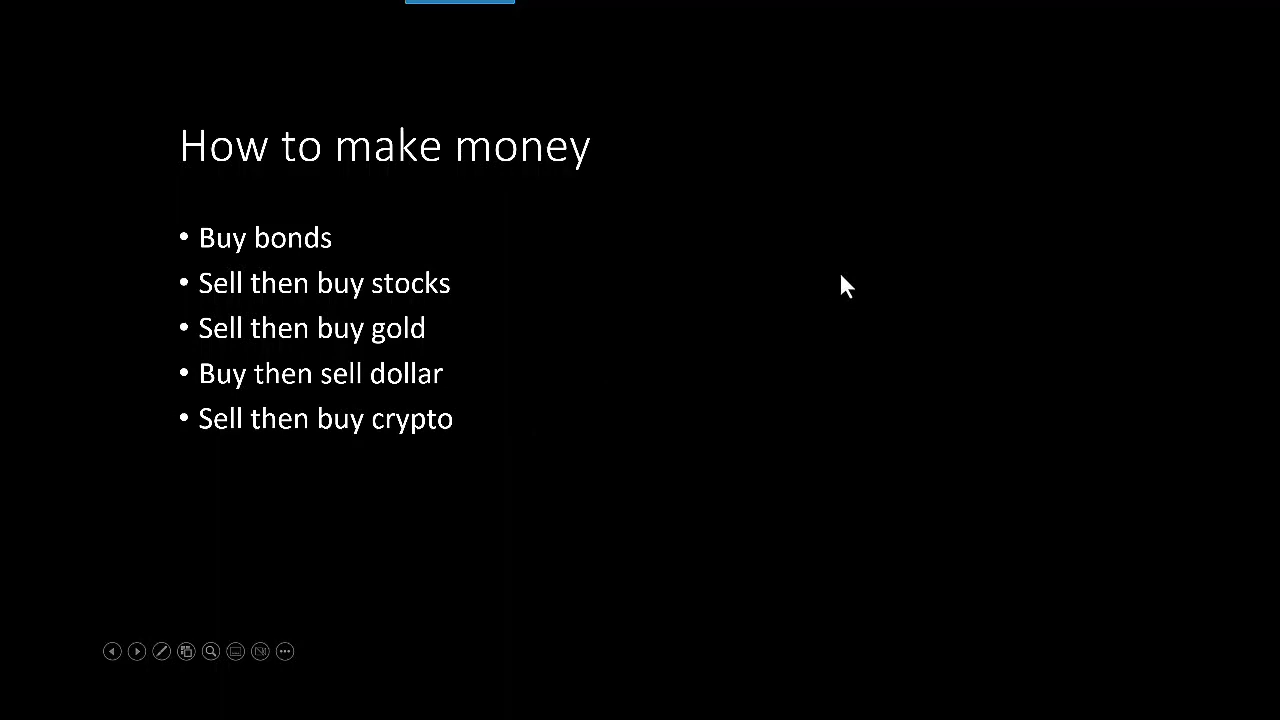 How to make money
• Buy bonds
• Sell then buy stocks
• Sell then buy gold
• Buy then sell dollar
• Sell then buy crypto